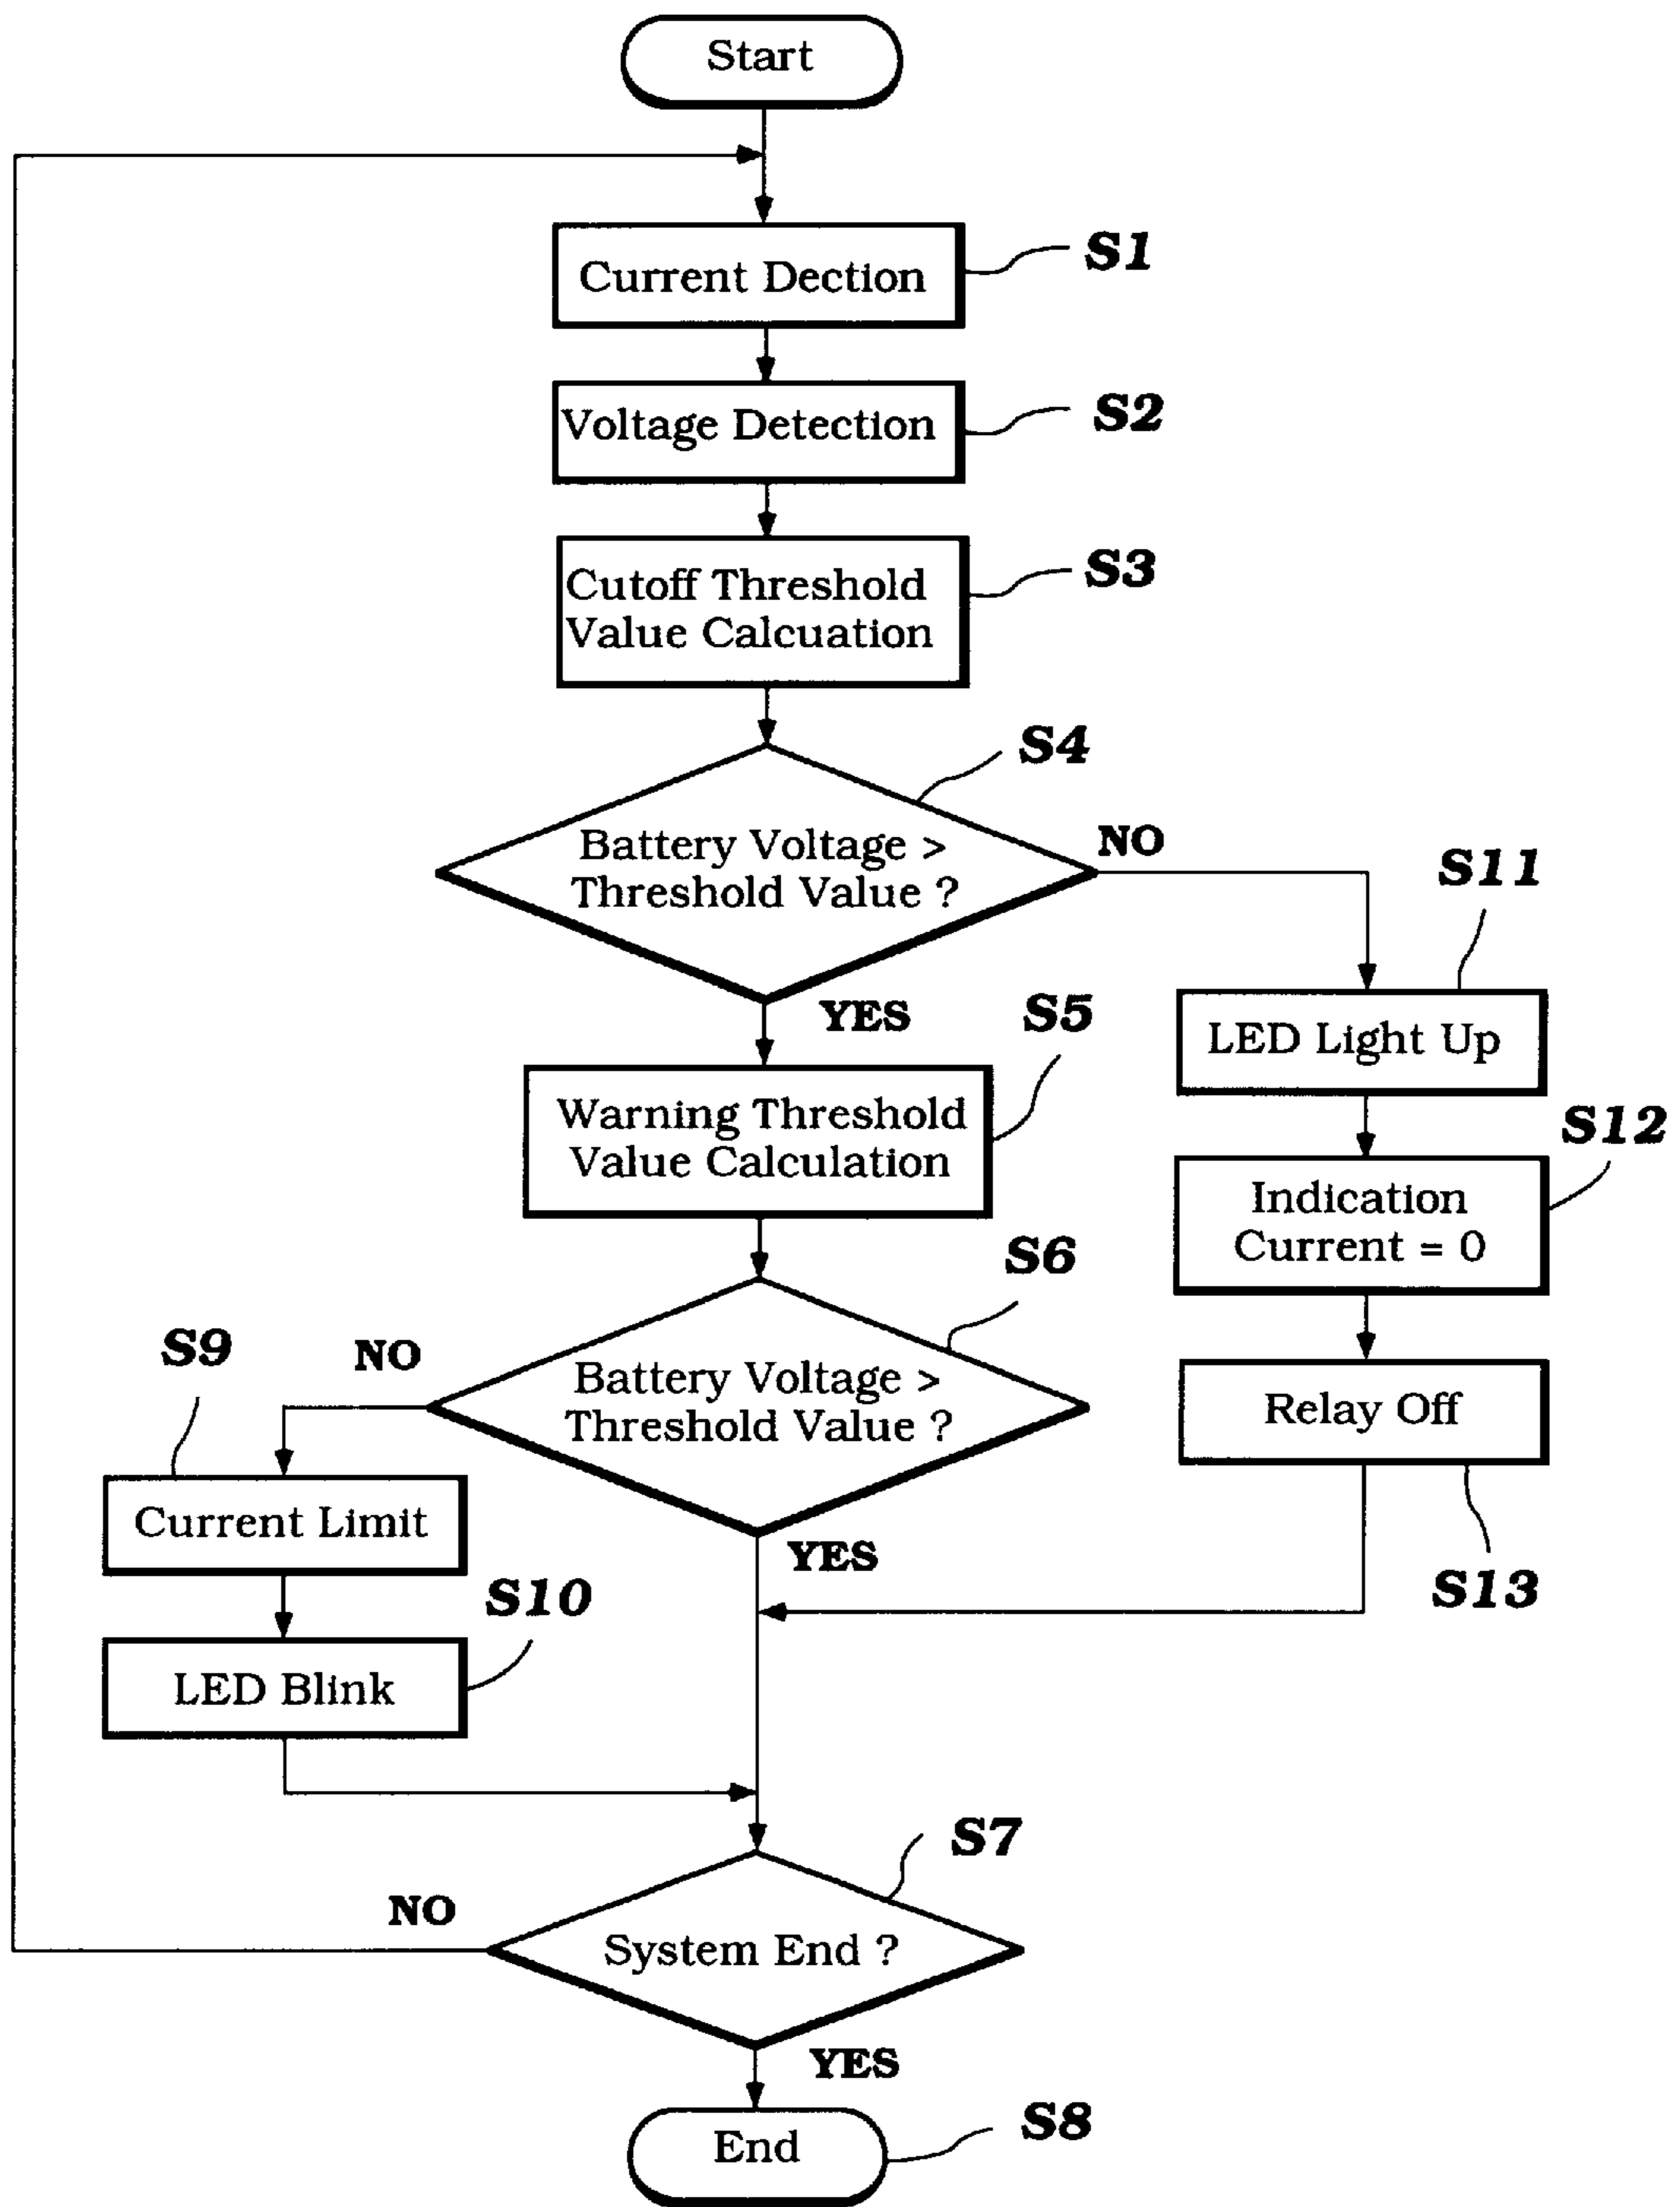 Start
Current Dection
S1
Voltage Detection
S2
Cutoff Threshold
Value Calcuation
S3
S4
Battery Voltage >
Threshold Value ?
NO
YES
S11
LED Light Up
S5
Warning Threshold
Value Calculation
S12
Indication
Current = 0
S6
Battery Voltage >
Threshold Value ?
NO
YES
S9
Current Limit
Relay Off
S13
S10
LED Blink
S7
System End ?
NO
YES
End
S8